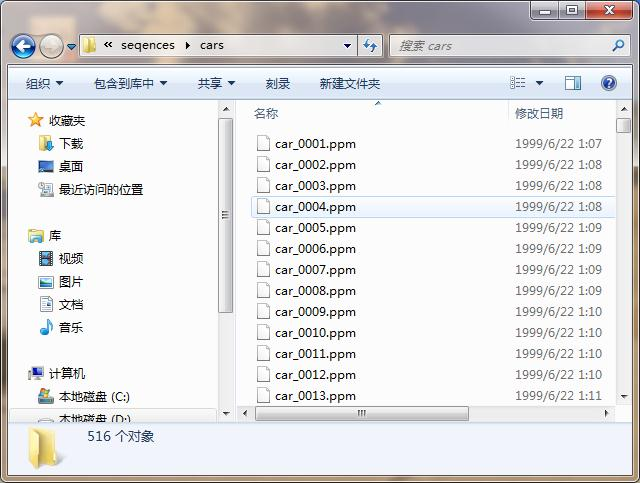 « seqences ▸ cars
搜索 cars
组织 包含到库中 共享 刻录 新建文件夹
名称 修改日期
收藏夹
下载
桌面
最近访问的位置
库
视频
图片
文档
音乐
计算机
本地磁盘 (C:)
本地磁盘 (D:)
car_0001.ppm 1999/6/22 1:07
car_0002.ppm 1999/6/22 1:08
car_0003.ppm 1999/6/22 1:08
car_0004.ppm 1999/6/22 1:08
car_0005.ppm 1999/6/22 1:09
car_0006.ppm 1999/6/22 1:09
car_0007.ppm 1999/6/22 1:09
car_0008.ppm 1999/6/22 1:09
car_0009.ppm 1999/6/22 1:10
car_0010.ppm 1999/6/22 1:10
car_0011.ppm 1999/6/22 1:10
car_0012.ppm 1999/6/22 1:10
car_0013.ppm 1999/6/22 1:11
516 个对象